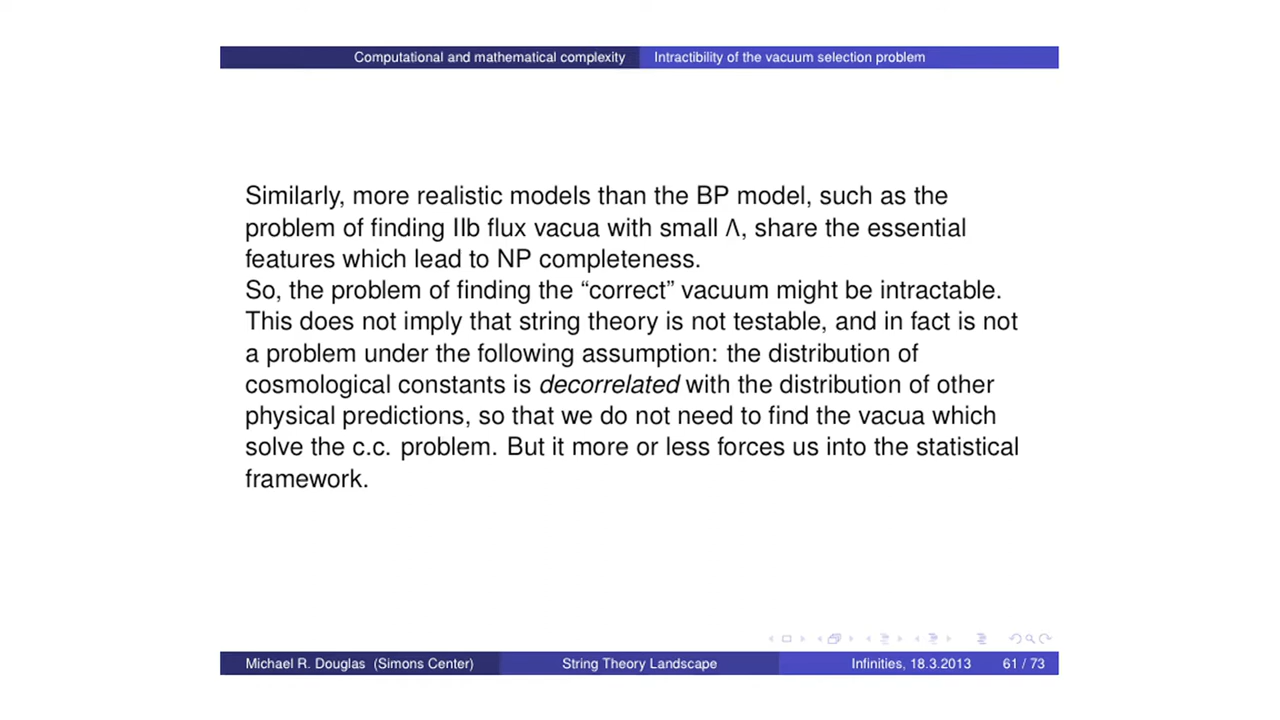 Computational and mathematical complexity Intractibility of the vacuum selection problem
Similarly, more realistic models than the BP model, such as the
problem of finding IIb flux vacua with small Λ, share the essential
features which lead to NP completeness.
So, the problem of finding the “correct” vacuum might be intractable.
This does not imply that string theory is not testable, and in fact is not
a problem under the following assumption: the distribution of
cosmological constants is decorrelated with the distribution of other
physical predictions, so that we do not need to find the vacua which
solve the c.c. problem. But it more or less forces us into the statistical
framework.
Michael R. Douglas (Simons Center) String Theory Landscape Infinities, 18.3.2013 61 / 73